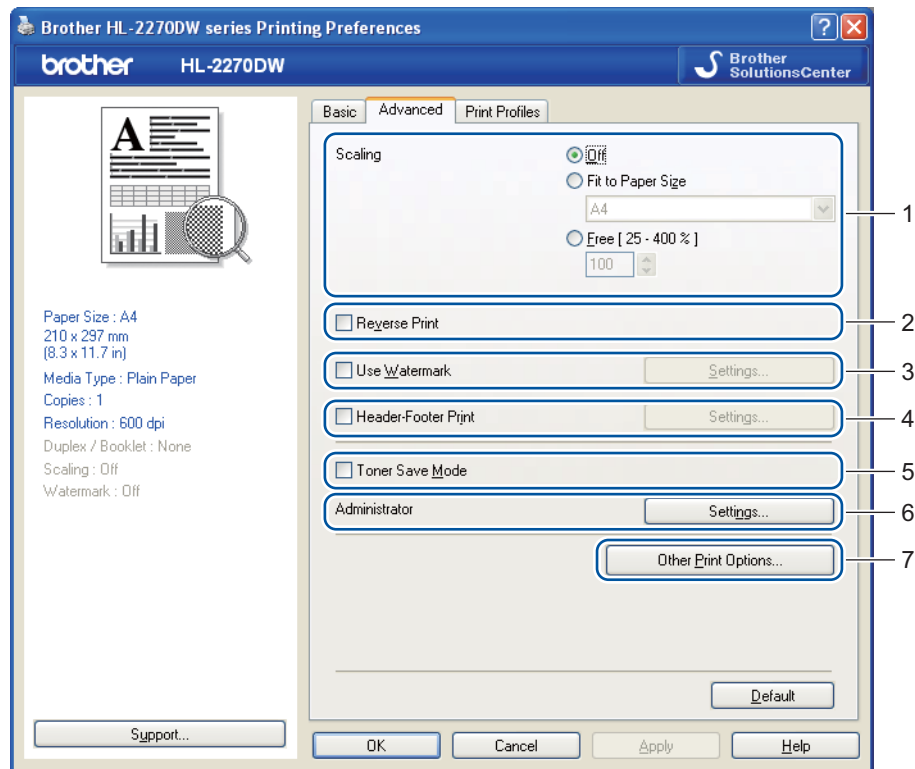 Brother HL-2270DW series Printing Preferences
brother HL-2270DW
Brother
SolutionsCenter
Basic Advanced Print Profiles
A
Scaling
Off
Fit to Paper Size
A4
Free [ 25 - 400 % ]
100
1
Reverse Print
2
Use Watermark Settings...
3
Header-Footer Print Settings...
4
Toner Save Mode
5
Administrator Settings...
6
Other Print Options...
7
Paper Size : A4
210 x 297 mm
(8.3 x 11.7 in)
Media Type : Plain Paper
Copies : 1
Resolution : 600 dpi
Duplex / Booklet : None
Scaling : Off
Watermark : Off
Default
Support...
OK Cancel Apply Help